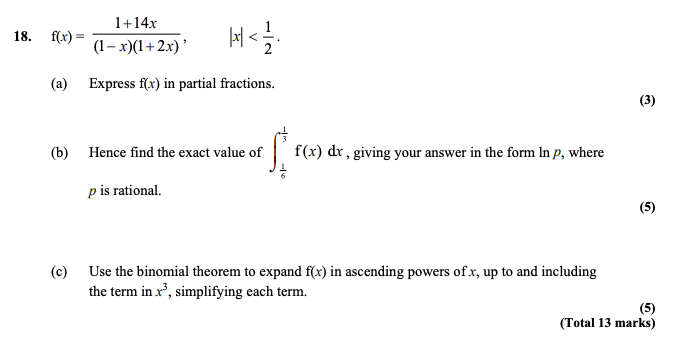 18. f(x) = \frac{1+14x}{(1-x)(1+2x)}, |x| < \frac{1}{2}.
(a) Express f(x) in partial fractions.
(3)
(b) Hence find the exact value of \int_{\frac{1}{6}}^{\frac{1}{3}} f(x) dx, giving your answer in the form ln p, where
p is rational.
(5)
(c) Use the binomial theorem to expand f(x) in ascending powers of x, up to and including
the term in x³, simplifying each term.
(5)
(Total 13 marks)